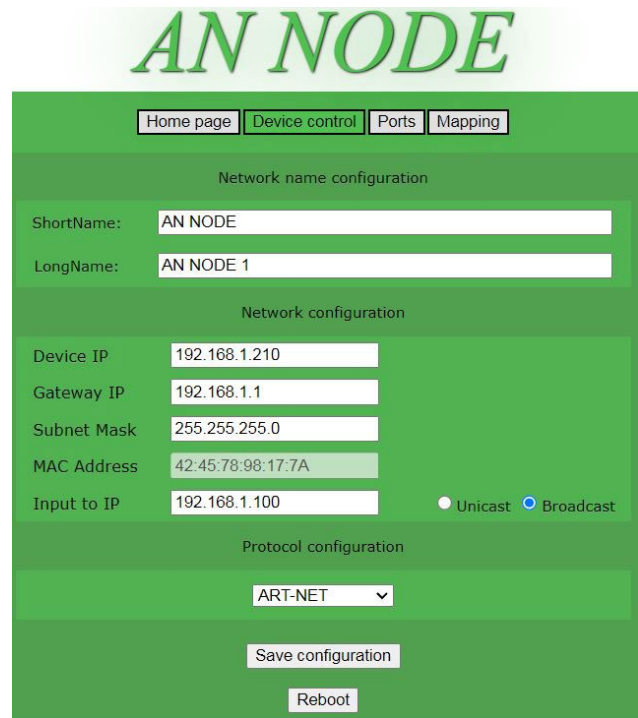 AN NODE
Home page Device control Ports Mapping
Network name configuration
ShortName: AN NODE
LongName: AN NODE 1
Network configuration
Device IP 192.168.1.210
Gateway IP 192.168.1.1
Subnet Mask 255.255.255.0
MAC Address 42:45:78:98:17:7A
Input to IP 192.168.1.100 Unicast Broadcast
Protocol configuration
ART-NET
Save configuration
Reboot